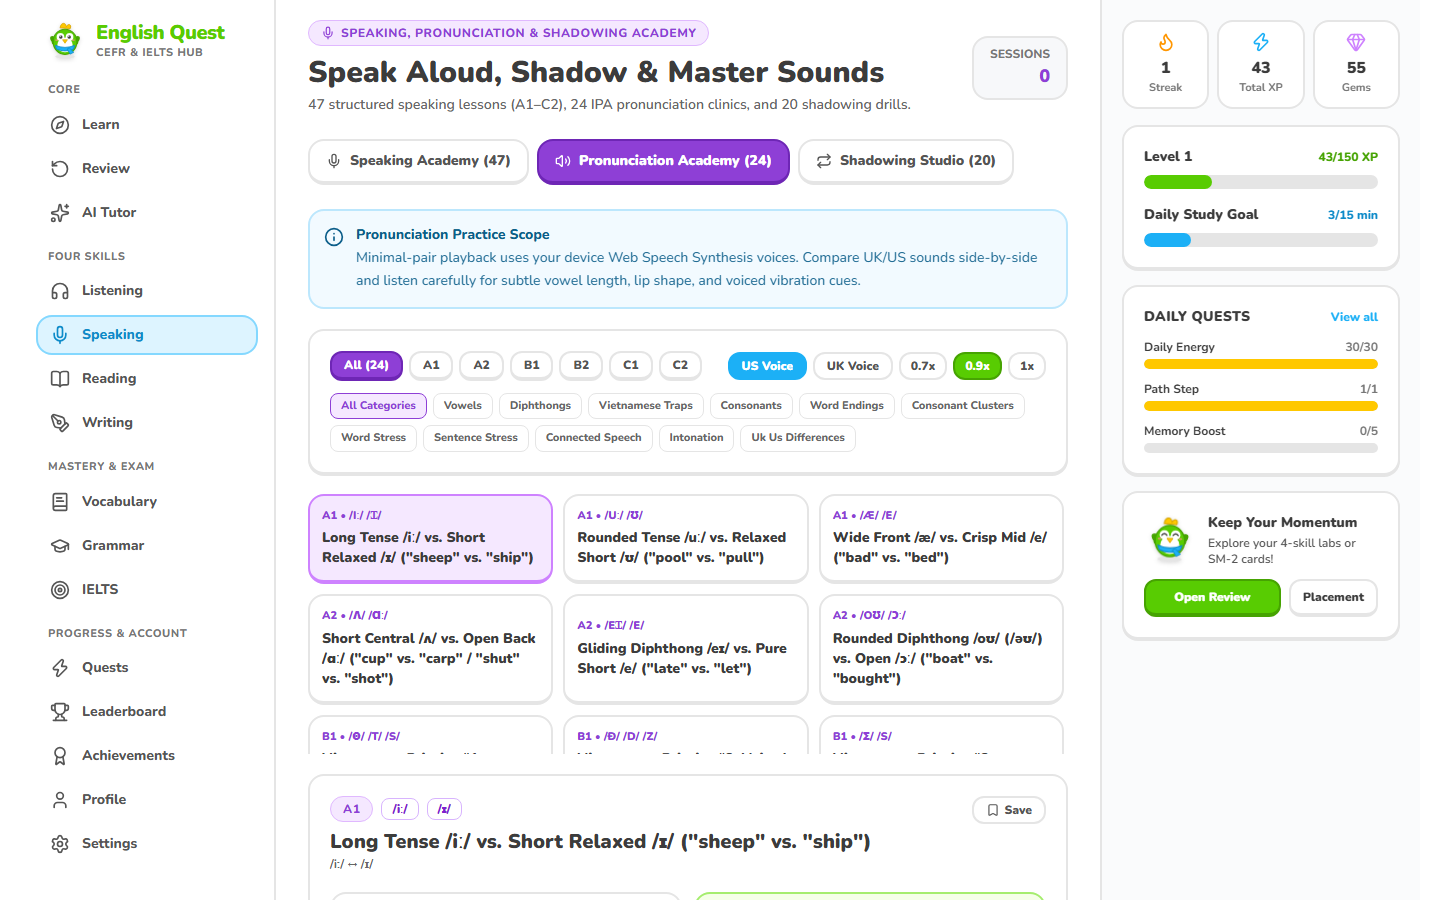 English Quest
CEFR & IELTS HUB
CORE
Learn
Review
AI Tutor
FOUR SKILLS
Listening
Speaking
Reading
Writing
MASTERY & EXAM
Vocabulary
Grammar
IELTS
PROGRESS & ACCOUNT
Quests
Leaderboard
Achievements
Profile
Settings
SPEAKING, PRONUNCIATION & SHADOWING ACADEMY
Speak Aloud, Shadow & Master Sounds
47 structured speaking lessons (A1–C2), 24 IPA pronunciation clinics, and 20 shadowing drills.
SESSIONS
0
Speaking Academy (47)
Pronunciation Academy (24)
Shadowing Studio (20)
Pronunciation Practice Scope
Minimal-pair playback uses your device Web Speech Synthesis voices. Compare UK/US sounds side-by-side
and listen carefully for subtle vowel length, lip shape, and voiced vibration cues.
All (24) A1 A2 B1 B2 C1 C2 US Voice UK Voice 0.7x 0.9x 1x
All Categories Vowels Diphthongs Vietnamese Traps Consonants Word Endings Consonant Clusters
Word Stress Sentence Stress Connected Speech Intonation Uk Us Differences
A1 • /Iː/ /Ɪ/
Long Tense /iː/ vs. Short
Relaxed /ɪ/ ("sheep" vs. "ship")
A1 • /Uː/ /Ʊ/
Rounded Tense /uː/ vs. Relaxed
Short /ʊ/ ("pool" vs. "pull")
A1 • /Æ/ /E/
Wide Front /æ/ vs. Crisp Mid /e/
("bad" vs. "bed")
A2 • /Ʌ/ /Ɑː/
Short Central /ʌ/ vs. Open Back
/ɑː/ ("cup" vs. "carp" / "shut"
vs. "shot")
A2 • /EƗ/ /E/
Gliding Diphthong /eɪ/ vs. Pure
Short /e/ ("late" vs. "let")
A2 • /OƱ/ /Ɔː/
Rounded Diphthong /oʊ/ (/əʊ/)
vs. Open /ɔː/ ("boat" vs.
"bought")
B1 • /Θ/ /T/ /S/
B1 • /Ð/ /D/ /Z/
B1 • /Ʃ/ /S/
A1 /iː/ /ɪ/
Save
Long Tense /iː/ vs. Short Relaxed /ɪ/ ("sheep" vs. "ship")
/iː/ ↔ /ɪ/
1
Streak
43
Total XP
55
Gems
Level 1
43/150 XP
Daily Study Goal
3/15 min
DAILY QUESTS
View all
Daily Energy
30/30
Path Step
1/1
Memory Boost
0/5
Keep Your Momentum
Explore your 4-skill labs or
SM-2 cards!
Open Review
Placement